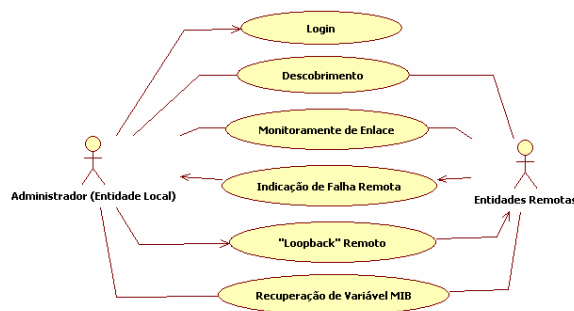 Login
Descobrimento
Monitoramente de Enlace
Indicação de Falha Remota
Administrador (Entidade Local)
Entidades Remotas
"Loopback" Remoto
Recuperação de Variável MIB